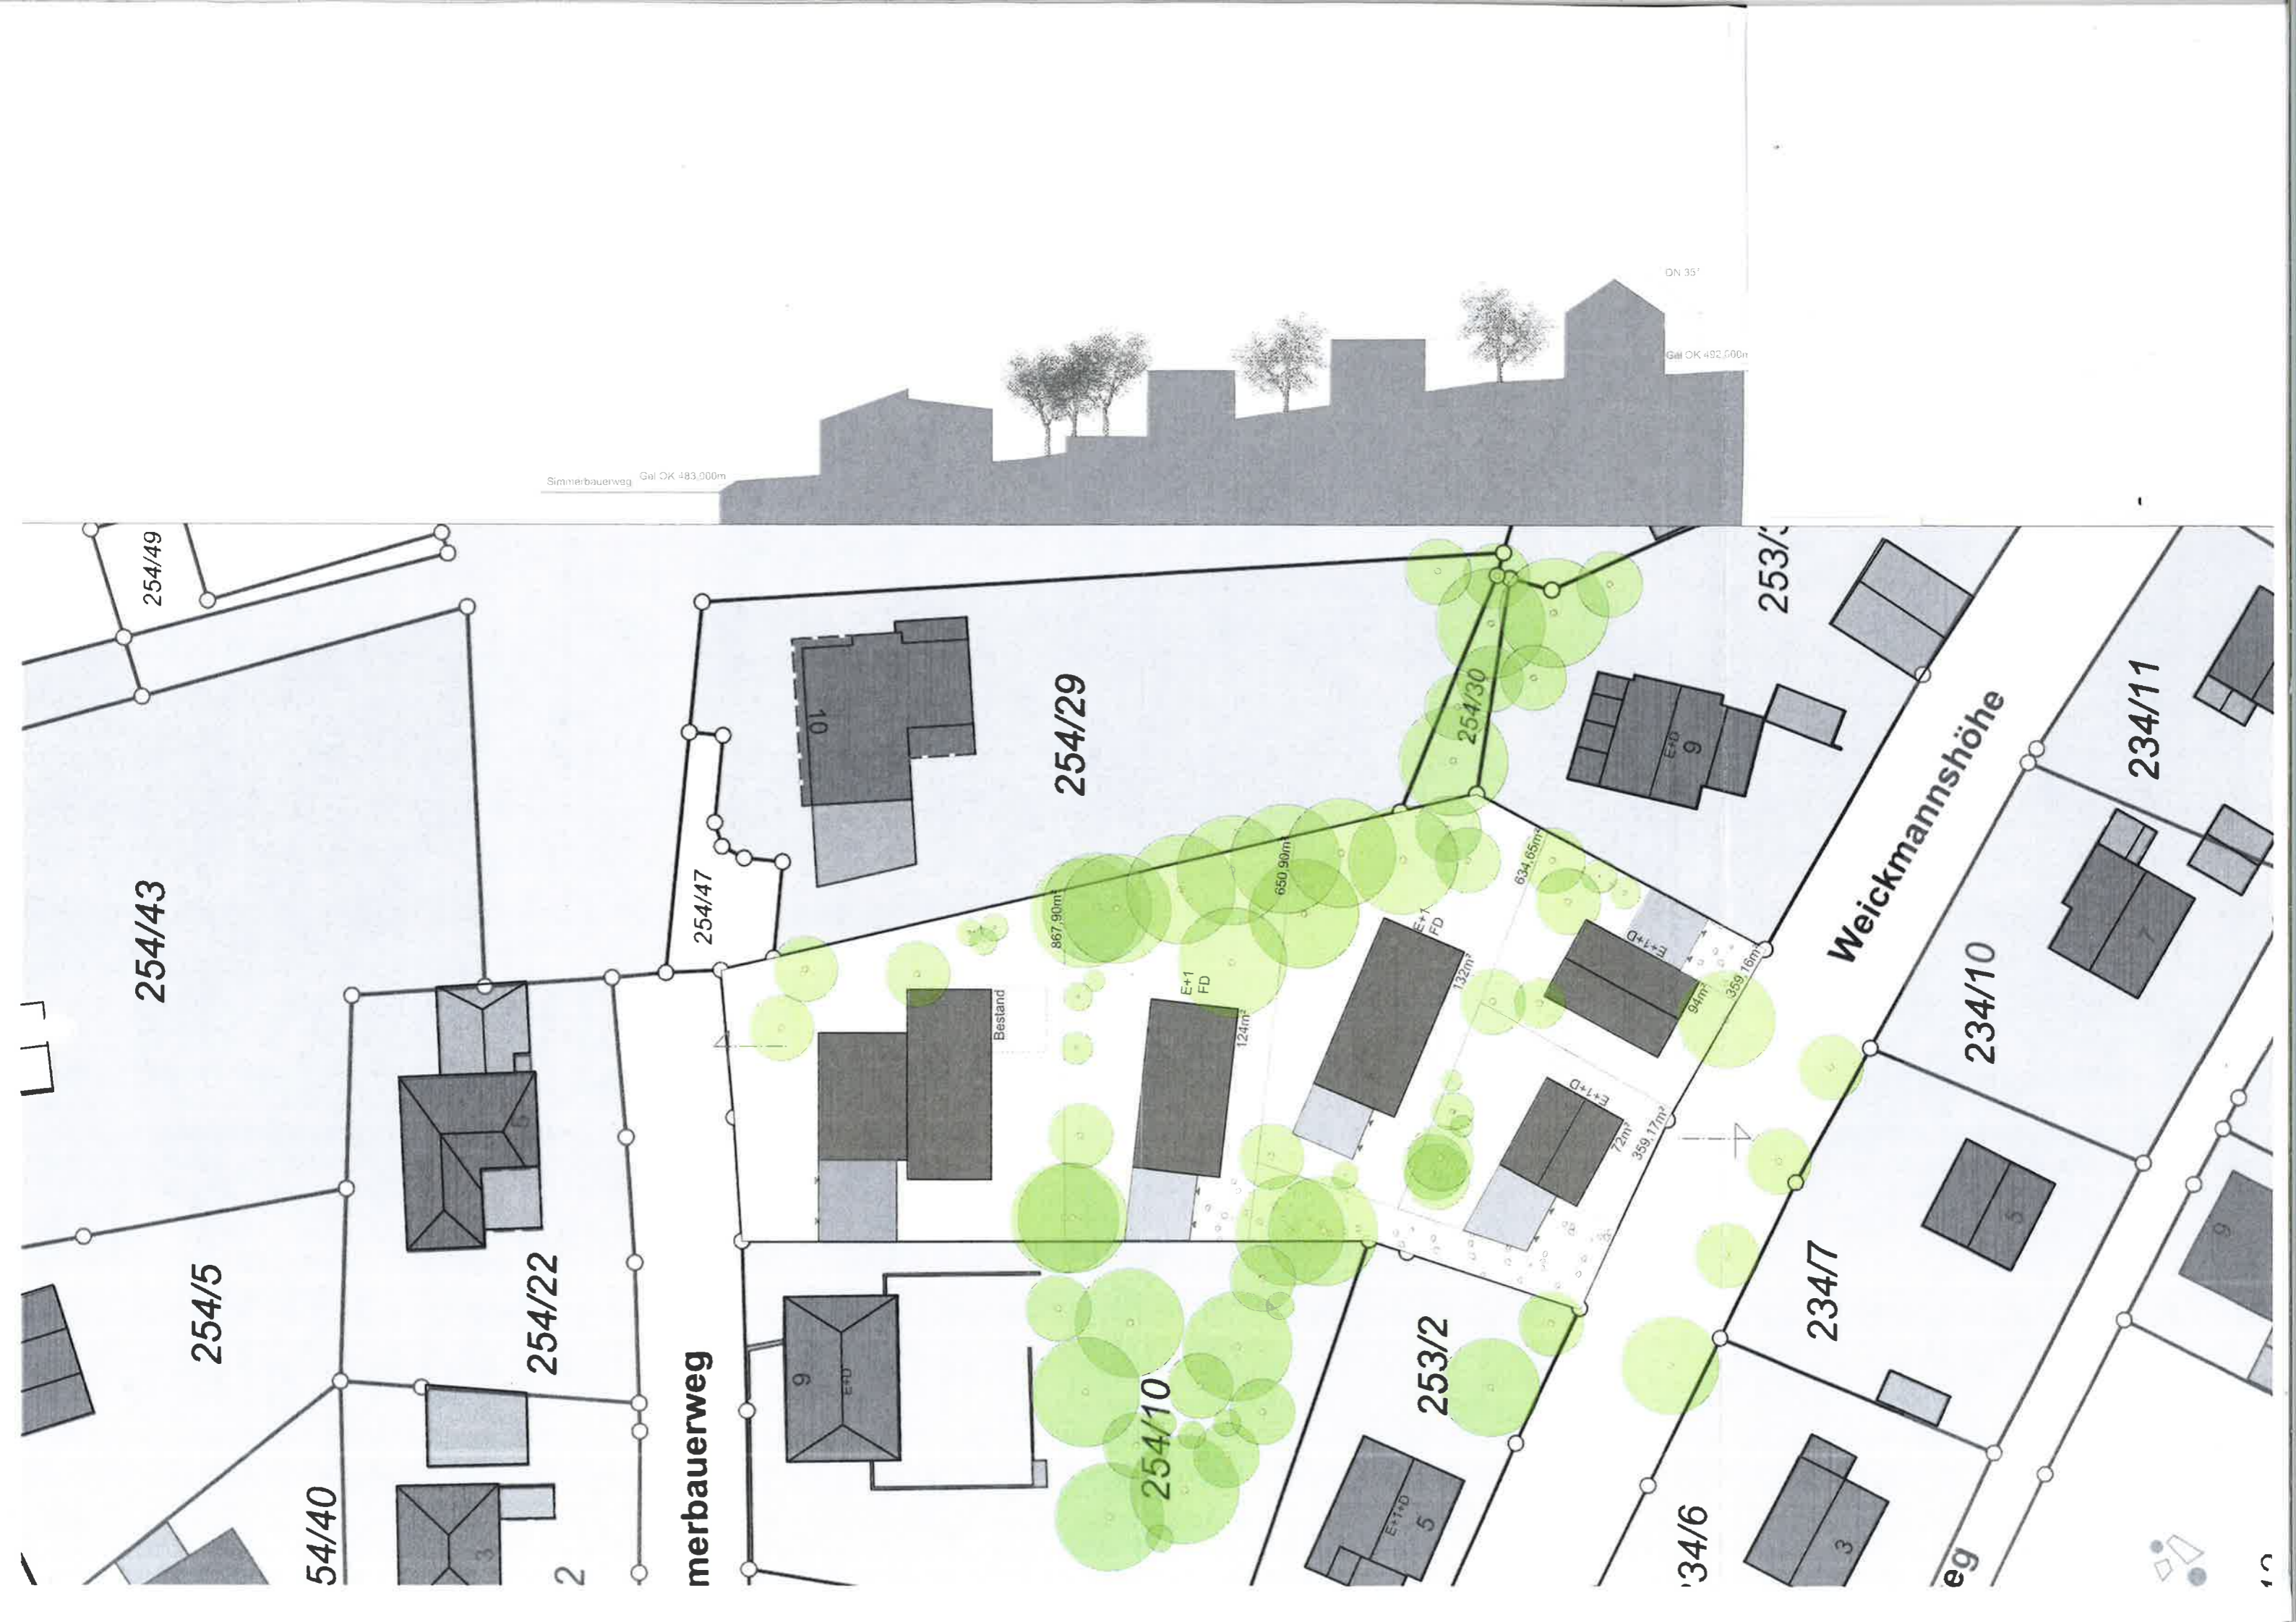 DN 35°
Gel OK 492,000m
Simmerbauerweg Gel OK 483,000m
254/49
253/
254/29
254/30
254/43
254/47
10
E+D
9
Weickmannshöhe
234/11
7
234/10
867,90m²
650,90m²
634,65m²
E+1
FD
E+1
FD
E+1+D
132m²
94m²
359,16m²
Bestand
124m²
E+1+D
72m²
359,17m²
5
254/5
254/22
9
E+D
234/7
9
253/2
254/10
merbauerweg
54/40
3
2
E+1+D
5
34/6
3
eg